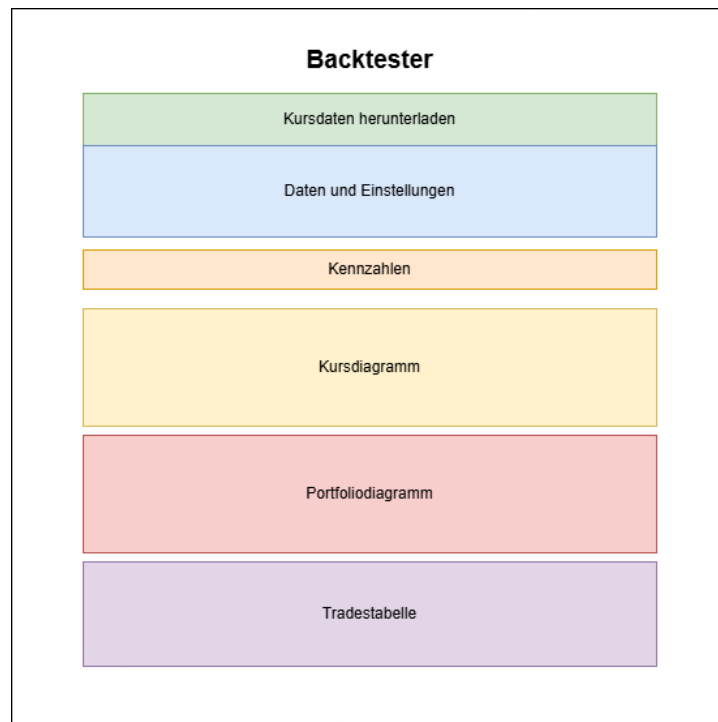 Backtester
Kursdaten herunterladen
Daten und Einstellungen
Kennzahlen
Kursdiagramm
Portfoliodiagramm
Tradestabelle